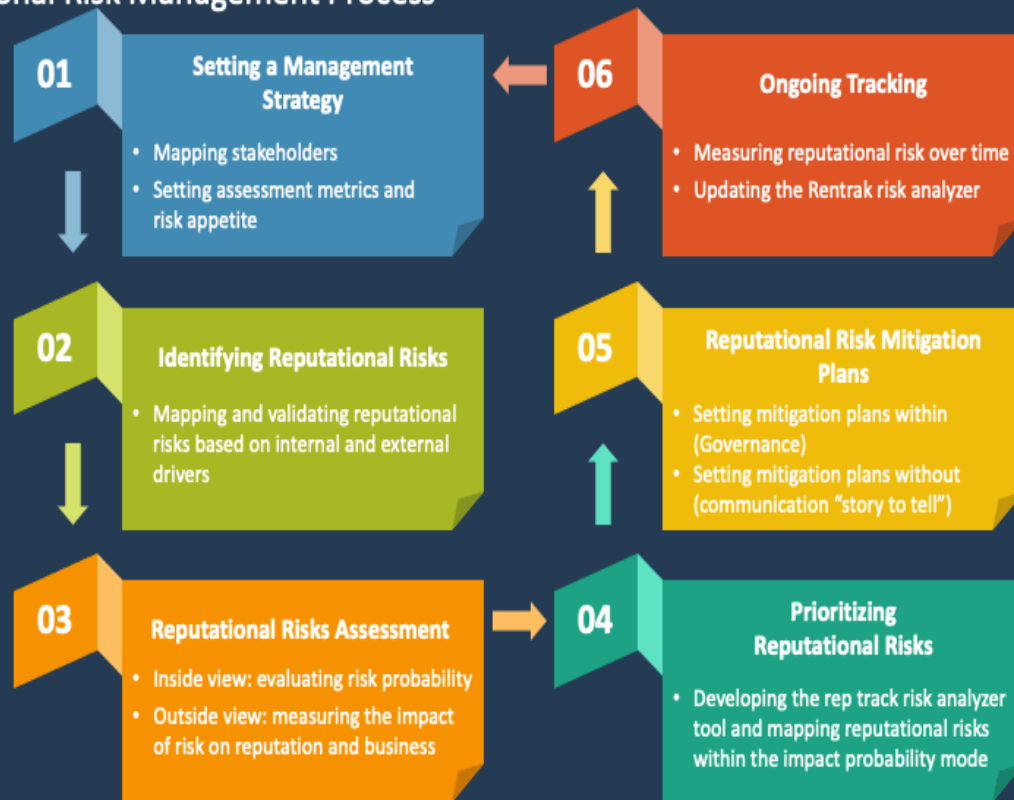 Risk Management Process
01
Setting a Management
Strategy
• Mapping stakeholders
• Setting assessment metrics and
risk appetite
02
Identifying Reputational Risks
• Mapping and validating reputational
risks based on internal and external
drivers
03
Reputational Risks Assessment
• Inside view: evaluating risk probability
• Outside view: measuring the impact
of risk on reputation and business
04
Prioritizing
Reputational Risks
• Developing the rep track risk analyzer
tool and mapping reputational risks
within the impact probability mode
05
Reputational Risk Mitigation
Plans
• Setting mitigation plans within
(Governance)
• Setting mitigation plans without
(communication “story to tell”)
06
Ongoing Tracking
• Measuring reputational risk over time
• Updating the Rentrak risk analyzer